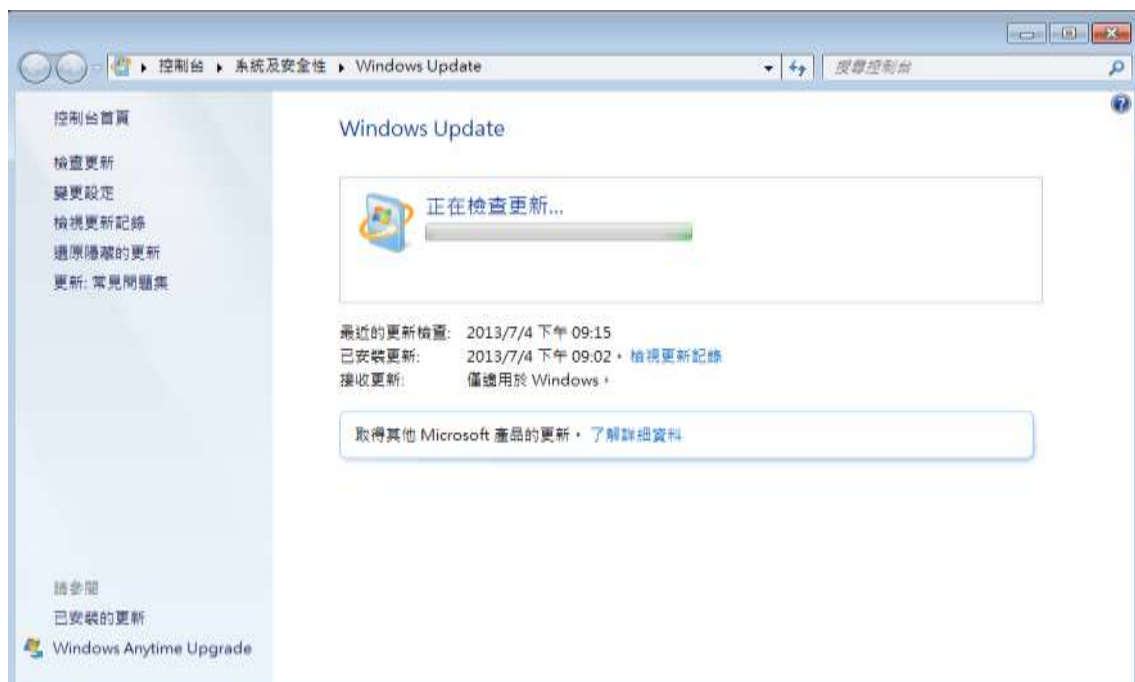 控制台 ▸ 系統及安全性 ▸ Windows Update
搜尋控制台
控制台首頁
檢查更新
變更設定
檢視更新記錄
還原隱藏的更新
更新: 常見問題集
Windows Update
正在檢查更新...
最近的更新檢查: 2013/7/4 下午 09:15
已安裝更新: 2013/7/4 下午 09:02。檢視更新記錄
接收更新: 僅適用於 Windows。
取得其他 Microsoft 產品的更新。 了解詳細資料
請參閱
已安裝的更新
Windows Anytime Upgrade